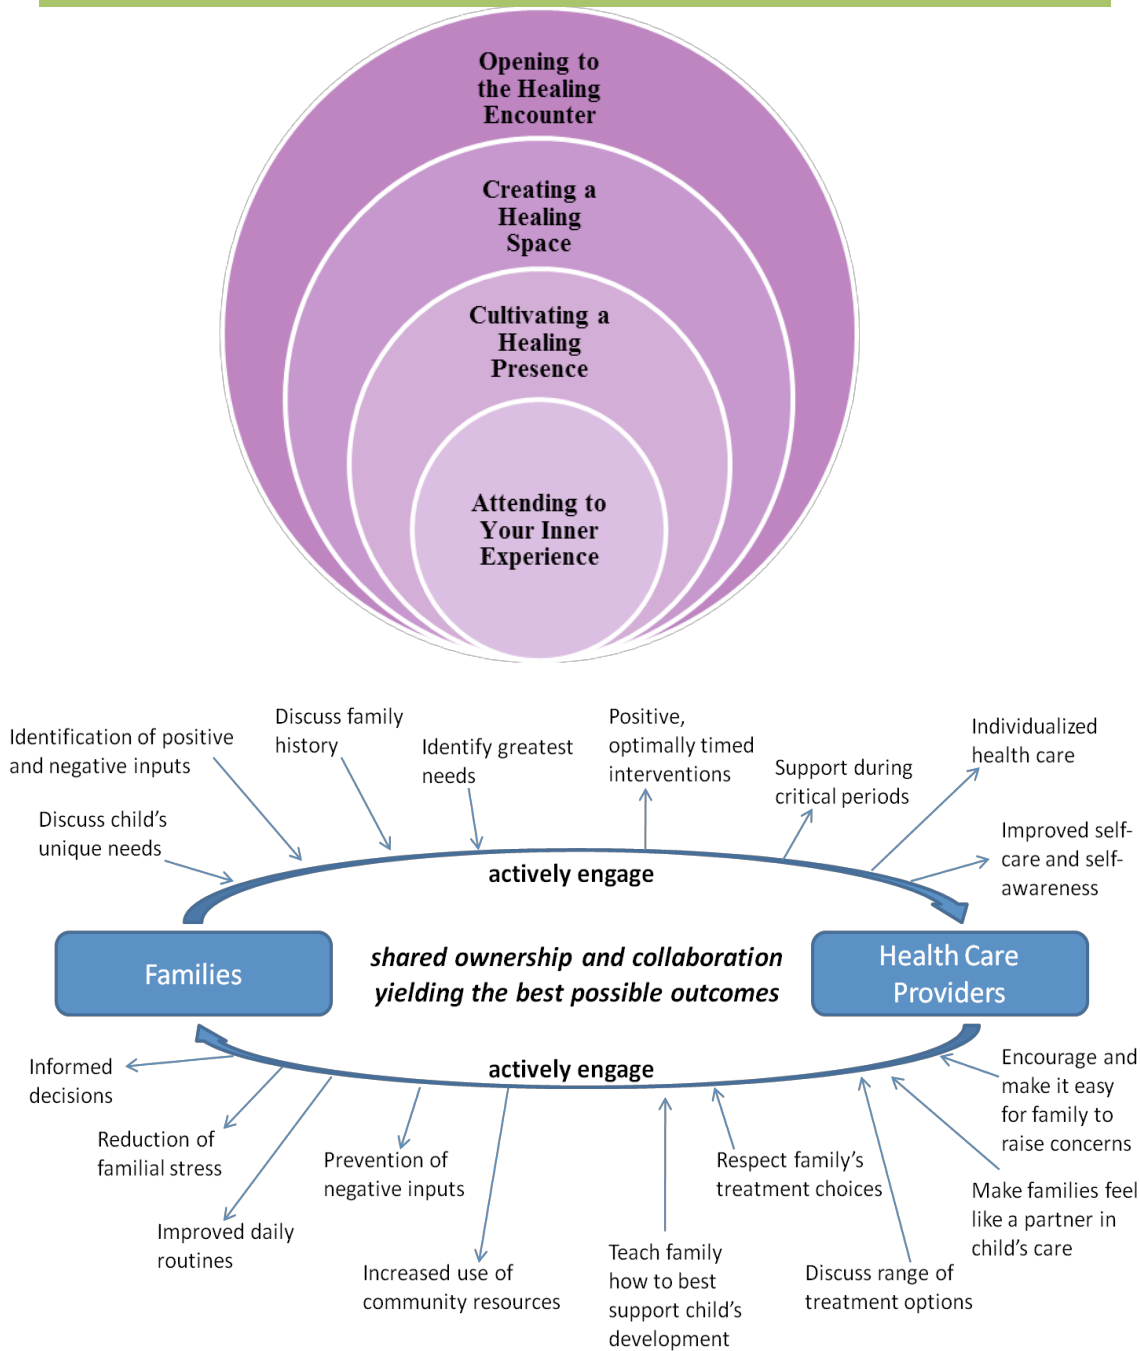 Opening to
the Healing
Encounter
Creating a
Healing
Space
Cultivating a
Healing
Presence
Attending to
Your Inner
Experience
Identification of positive
and negative inputs
Discuss family
history
Identify greatest
needs
Positive,
optimally timed
interventions
Support during
critical periods
Individualized
health care
Discuss child’s
unique needs
Improved self-
care and self-
awareness
actively engage
Families
shared ownership and collaboration
yielding the best possible outcomes
Health Care
Providers
actively engage
Informed
decisions
Reduction of
familial stress
Improved daily
routines
Prevention of
negative inputs
Increased use of
community resources
Teach family
how to best
support child’s
development
Respect family’s
treatment choices
Discuss range of
treatment options
Make families feel
like a partner in
child’s care
Encourage and
make it easy
for family to
raise concerns